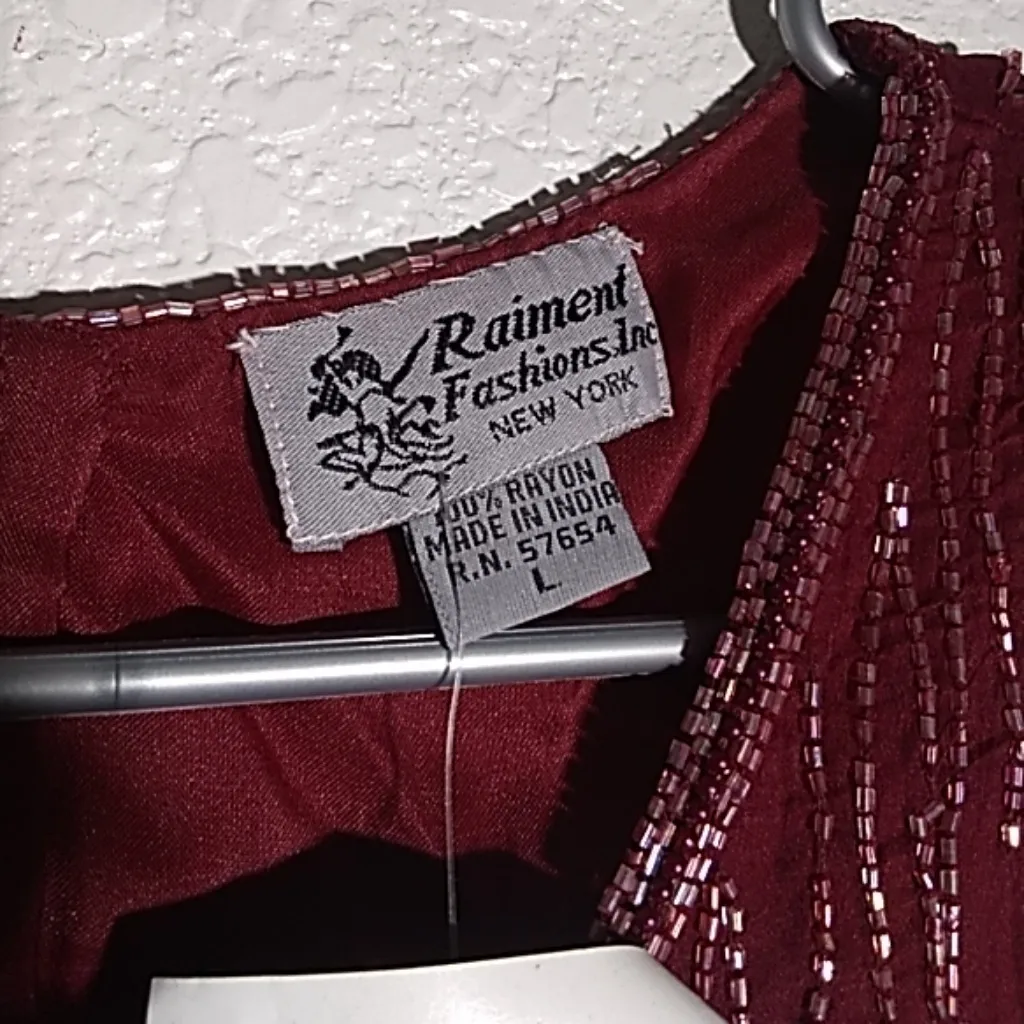 Raiment
Fashions.Inc
NEW YORK
100% RAYON
MADE IN INDIA
R.N. 57654
L